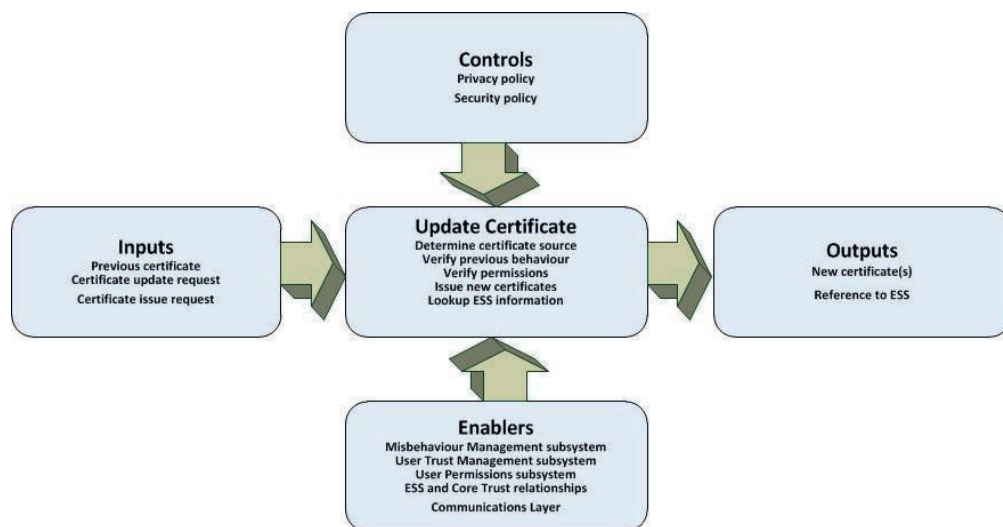 Controls
Privacy policy
Security policy
Inputs
Previous certificate
Certificate update request
Certificate issue request
Update Certificate
Determine certificate source
Verify previous behaviour
Verify permissions
Issue new certificates
Lookup ESS information
Outputs
New certificate(s)
Reference to ESS
Enablers
Misbehaviour Management subsystem
User Trust Management subsystem
User Permissions subsystem
ESS and Core Trust relationships
Communications Layer